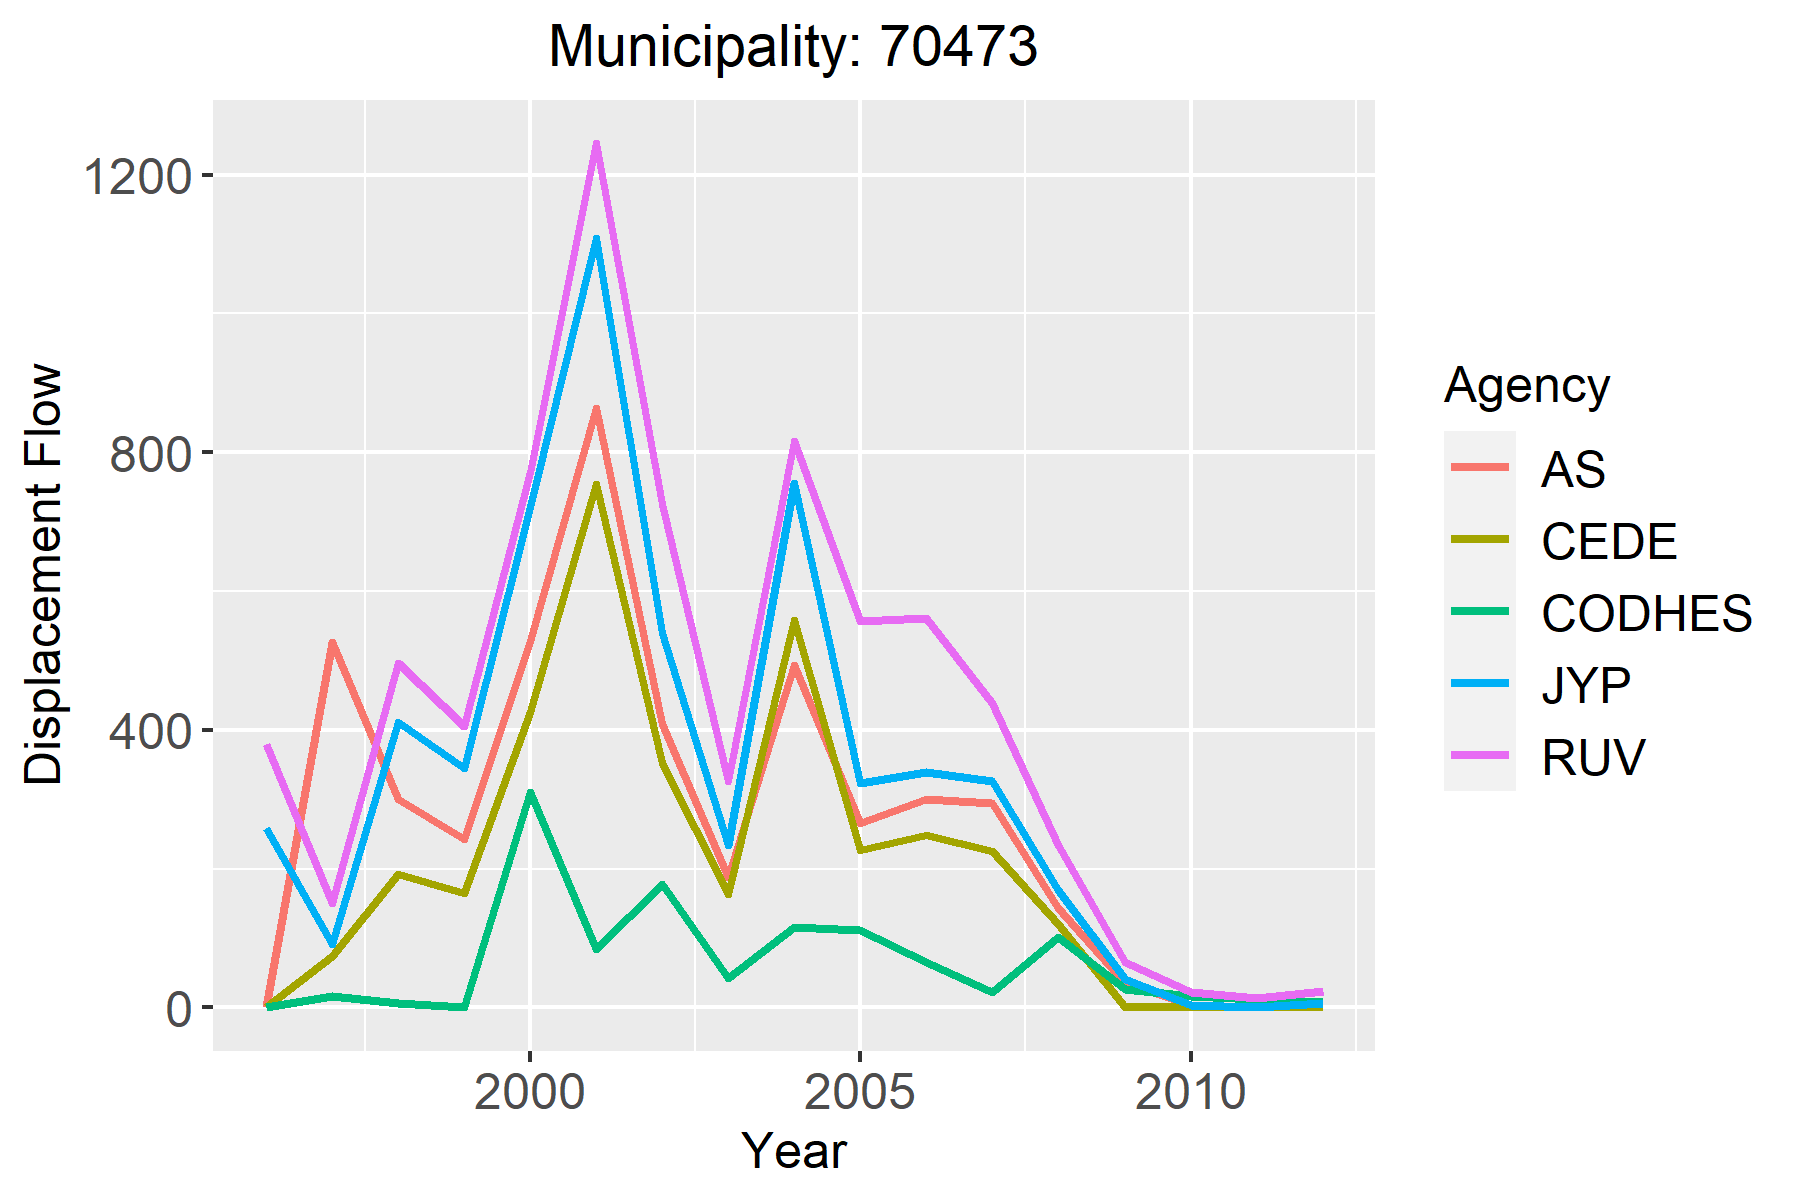 Municipality: 70473
1200
800
400
0
Displacement Flow
2000 2005 2010
Year
Agency
AS
CEDE
CODHES
JYP
RUV